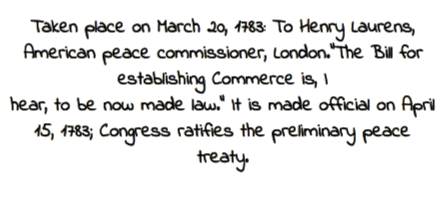 Taken place on March 20, 1783: To Henry Laurens,
American peace commissioner, London."The Bill for
establishing Commerce is, I
hear, to be now made law." It is made official on April
15, 1783; Congress ratifies the preliminary peace
treaty.